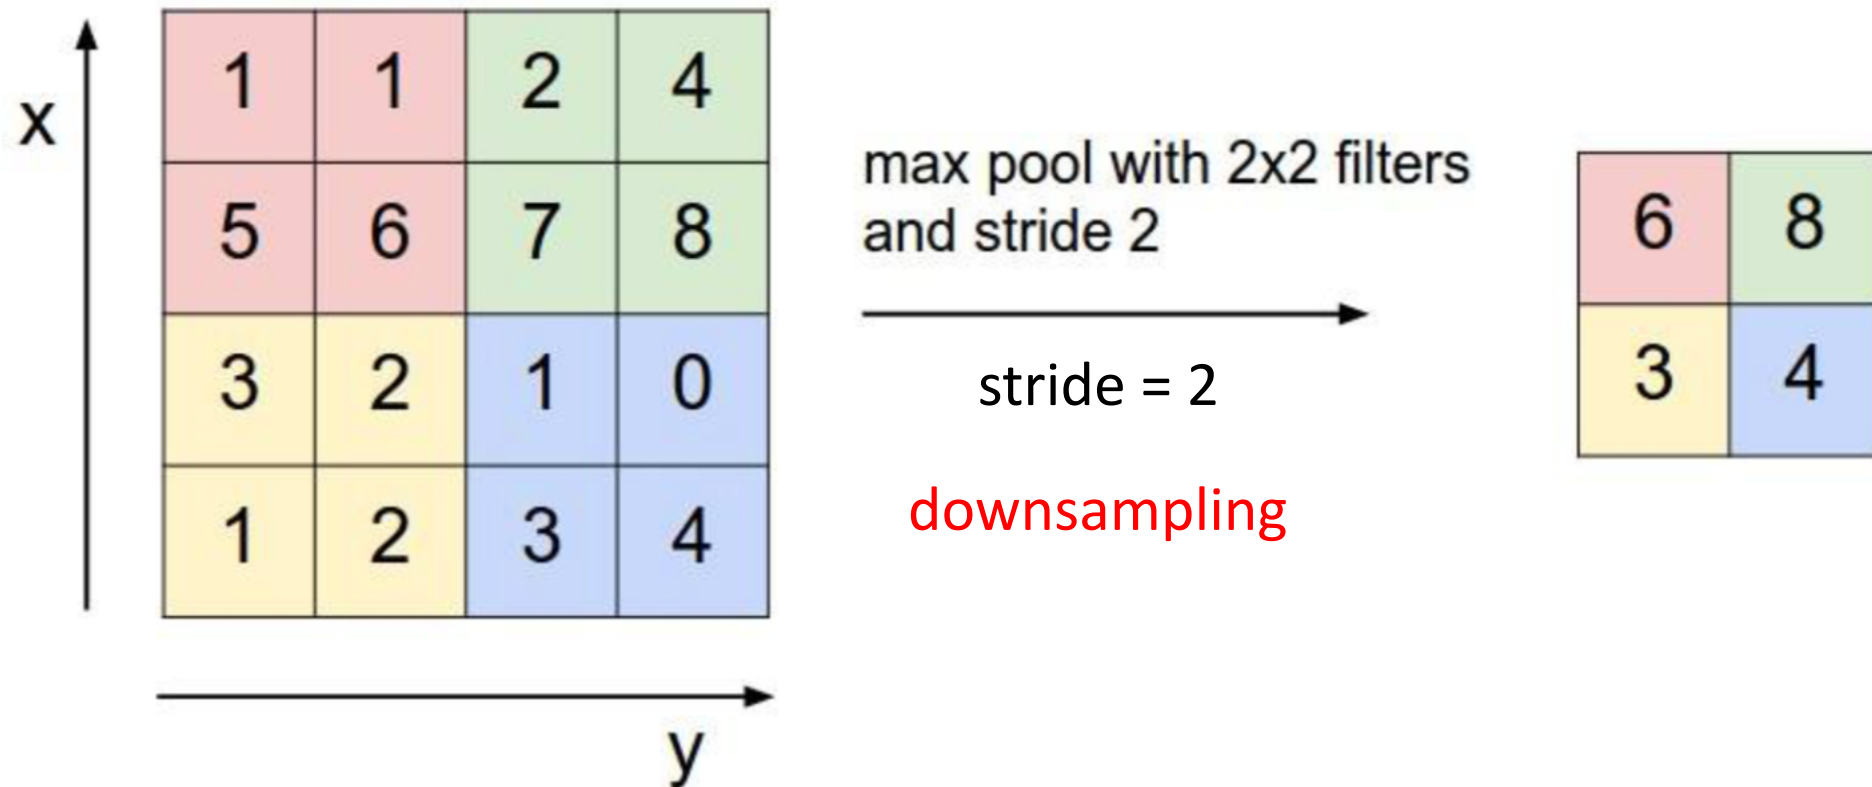 x
1 1 2 4
5 6 7 8
3 2 1 0
1 2 3 4
y
max pool with 2x2 filters
and stride 2
stride = 2
downsampling
6 8
3 4